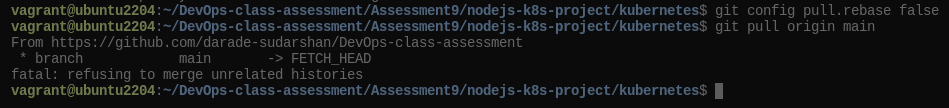 vagrant@ubuntu2204:~/DevOps-class-assessment/Assessment9/nodejs-k8s-project/kubernetes$ git config pull.rebase false
vagrant@ubuntu2204:~/DevOps-class-assessment/Assessment9/nodejs-k8s-project/kubernetes$ git pull origin main
From https://github.com/darade-sudarshan/DevOps-class-assessment
 * branch            main       -> FETCH_HEAD
fatal: refusing to merge unrelated histories
vagrant@ubuntu2204:~/DevOps-class-assessment/Assessment9/nodejs-k8s-project/kubernetes$